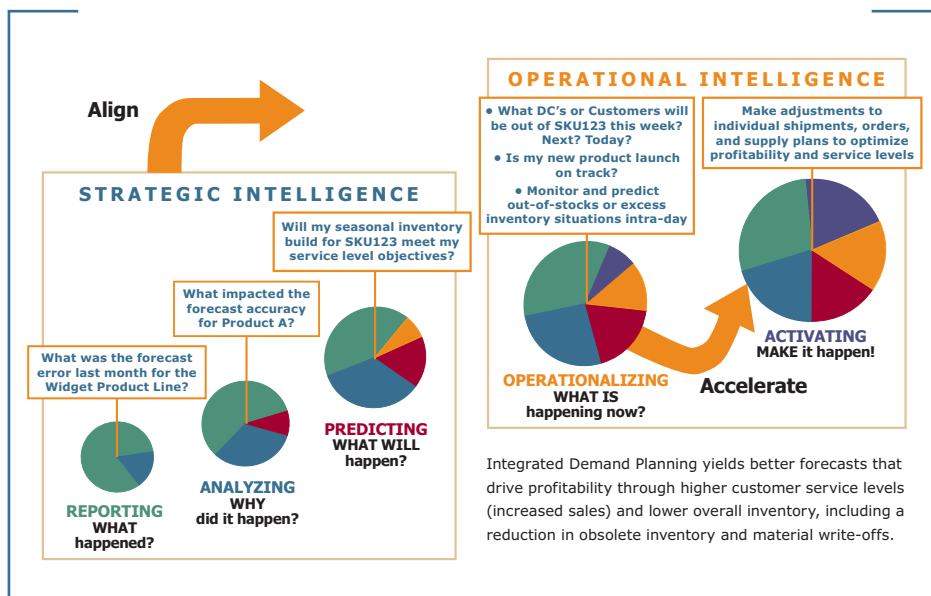 Align
STRATEGIC INTELLIGENCE
What was the forecast
error last month for the
Widget Product Line?
REPORTING
WHAT
happened?
What impacted the
forecast accuracy
for Product A?
ANALYZING
WHY
did it happen?
Will my seasonal inventory
build for SKU123 meet my
service level objectives?
PREDICTING
WHAT WILL
happen?
OPERATIONAL INTELLIGENCE
• What DC's or Customers will
be out of SKU123 this week?
Next? Today?
• Is my new product launch
on track?
• Monitor and predict
out-of-stocks or excess
inventory situations intra-day
OPERATIONALIZING
WHAT IS
happening now?
Make adjustments to
individual shipments, orders,
and supply plans to optimize
profitability and service levels
ACTIVATING
MAKE it happen!
Accelerate
Integrated Demand Planning yields better forecasts that
drive profitability through higher customer service levels
(increased sales) and lower overall inventory, including a
reduction in obsolete inventory and material write-offs.